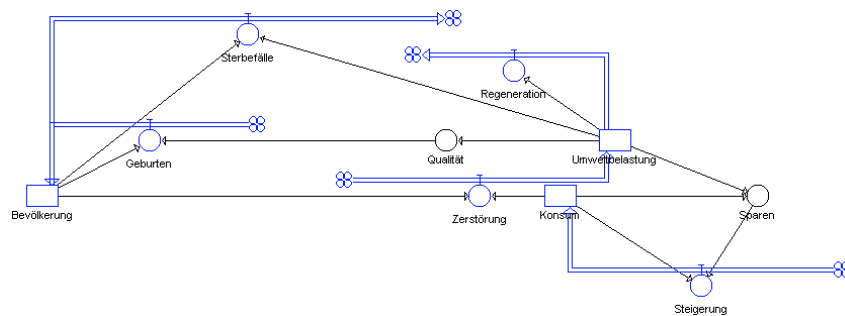 Sterbefälle
Regeneration
Geburten
Qualität
Umweltbelastung
Bevölkerung
Zerstörung
Konsum
Sparen
Steigerung